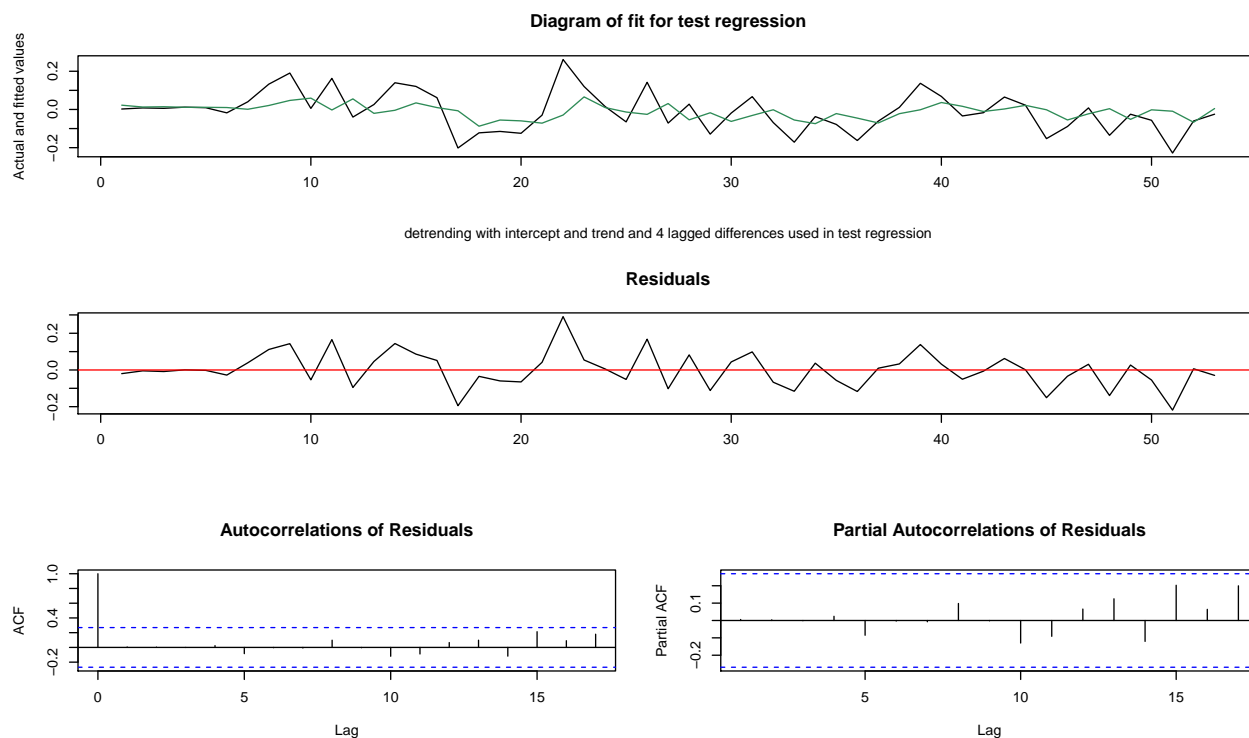 Diagram of fit for test regression
Actual and fitted values
0.2
0.0
−0.2
0 10 20 30 40 50
detrending with intercept and trend and 4 lagged differences used in test regression
Residuals
0.2
0.0
−0.2
0 10 20 30 40 50
Autocorrelations of Residuals
ACF
1.0
0.4
−0.2
0 5 10 15
Lag
Partial Autocorrelations of Residuals
Partial ACF
0.1
−0.2
5 10 15
Lag